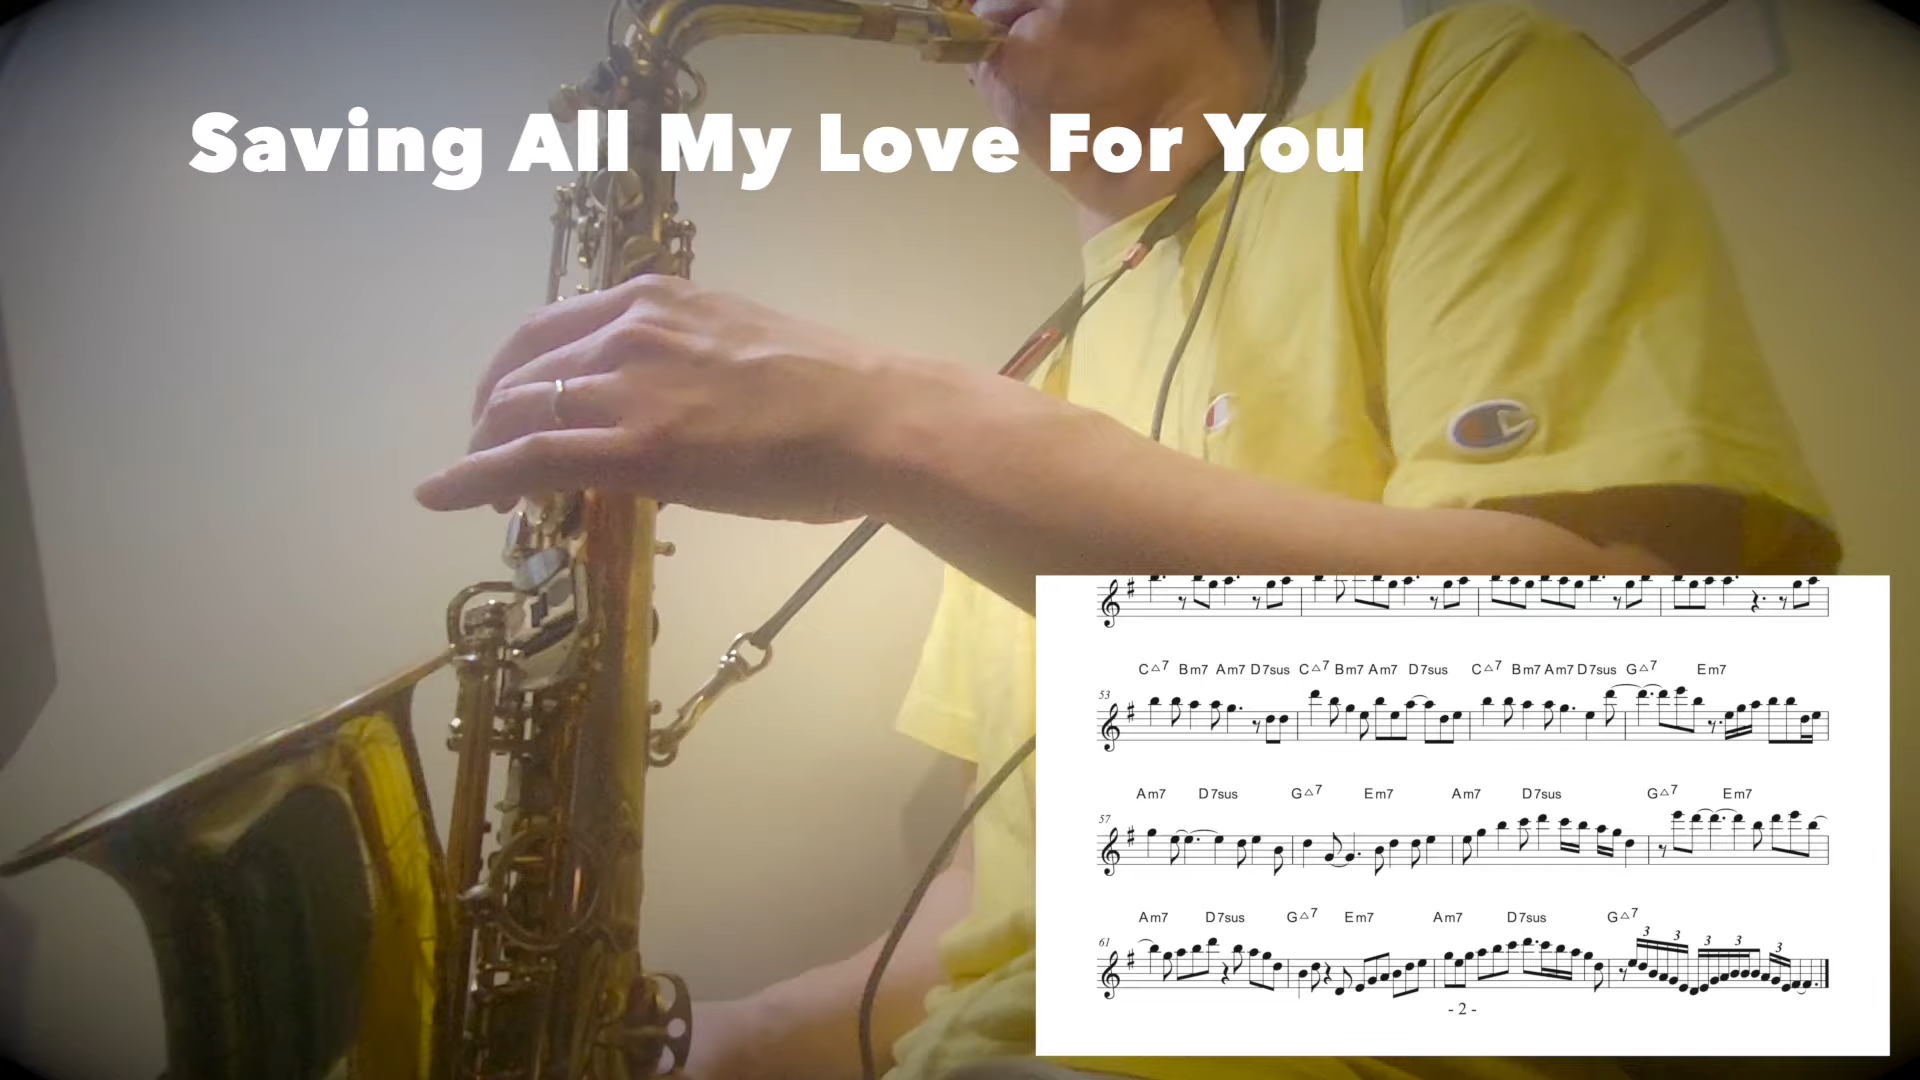 Saving All My Love For You
C△7 Bm7 Am7 D7sus C△7 Bm7 Am7 D7sus C△7 Bm7 Am7 D7sus G△7 Em7
53
Am7 D7sus G△7 Em7 Am7 D7sus G△7 Em7
57
Am7 D7sus G△7 Em7 Am7 D7sus G△7
61 3 3 3 3 3
- 2 -